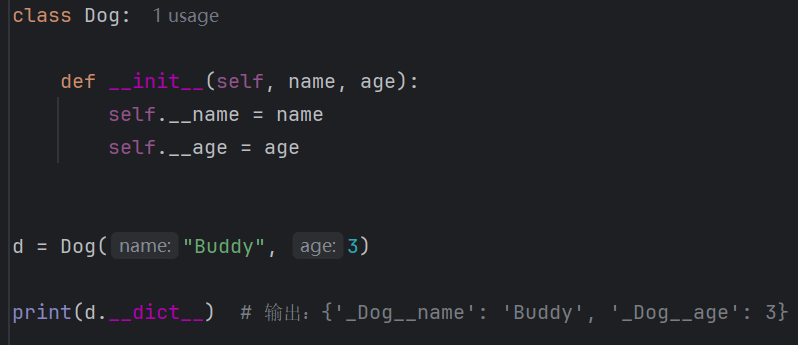 class Dog:  1 usage
    def __init__(self, name, age):
        self.__name = name
        self.__age = age
d = Dog( name: "Buddy",  age: 3)
print(d.__dict__)  # 输出：{'_Dog__name': 'Buddy', '_Dog__age': 3}